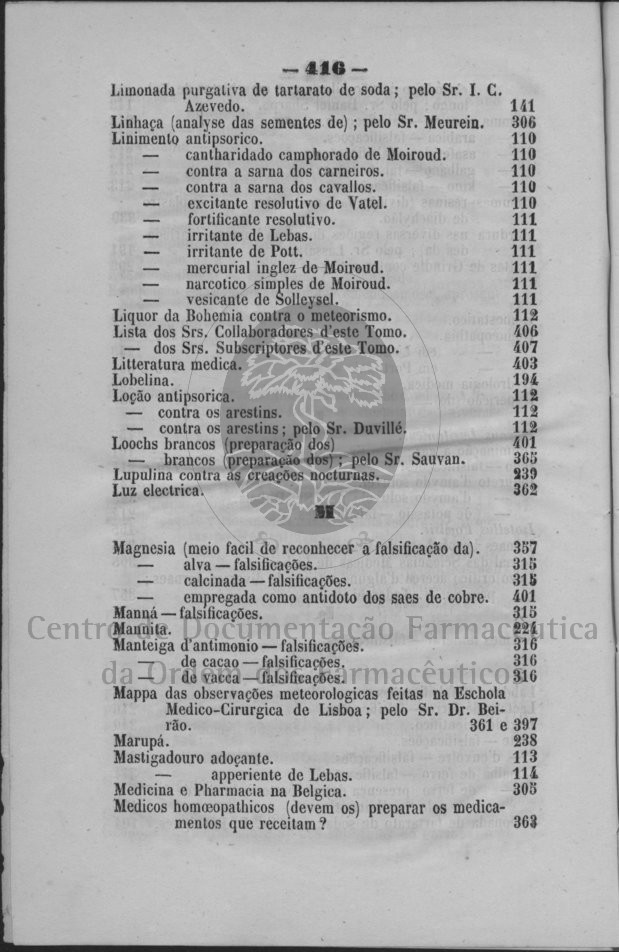 — 416 —
Limonada purgativa de tartarato de soda ; pelo Sr. I. C.
Azevedo. 141
Linhaça (analyse das sementes de) ; pelo Sr. Meurein. 306
Linimento antipsorico. 110
— cantharidado camphorado de Moiroud. 110
— contra a sarna dos carneiros. 110
— contra a sarna dos cavallos. 110
— excitante resolutivo de Vatel. 110
— fortificante resolutivo. 111
— irritante de Lebas. 111
— irritante de Pott. 111
— mercurial inglez de Moiroud. 111
— narcotico simples de Moiroud. 111
— vesicante de Solleysel. 111
Liquor da Bohemia contra o meteorismo. 112
Lista dos Srs. Collaboradores d'este Tomo. 406
— dos Srs. Subscriptores d'este Tomo. 407
Litteratura medica. 403
Lobelina. 194
Loção antipsorica. 112
— contra os arestins. 112
— contra os arestins ; pelo Sr. Duvillé. 112
Loochs brancos (preparação dos) 401
— brancos (preparação dos) ; pelo Sr. Sauvan. 365
Lupulina contra as creações nocturnas. 239
Luz electrica. 362
M
Magnesia (meio facil de reconhecer a falsificação da). 357
— alva — falsificações. 315
— calcinada — falsificações. 315
— empregada como antidoto dos saes de cobre. 401
Manná — falsificações. 315
Mannita. 224
Manteiga d'antimonio — falsificações. 316
— de cacao — falsificações. 316
— de vacca — falsificações. 316
Mappa das observações meteorologicas feitas na Eschola
Medico-Cirurgica de Lisboa ; pelo Sr. Dr. Bei-
rão. 361 e 397
Marupá. 238
Mastigadouro adoçante. 113
— apperiente de Lebas. 114
Medicina e Pharmacia na Belgica. 305
Medicos homœopathicos (devem os) preparar os medica-
mentos que receitam ? 363
Centro de Documentação Farmacêutica
da Ordem dos Farmacêuticos